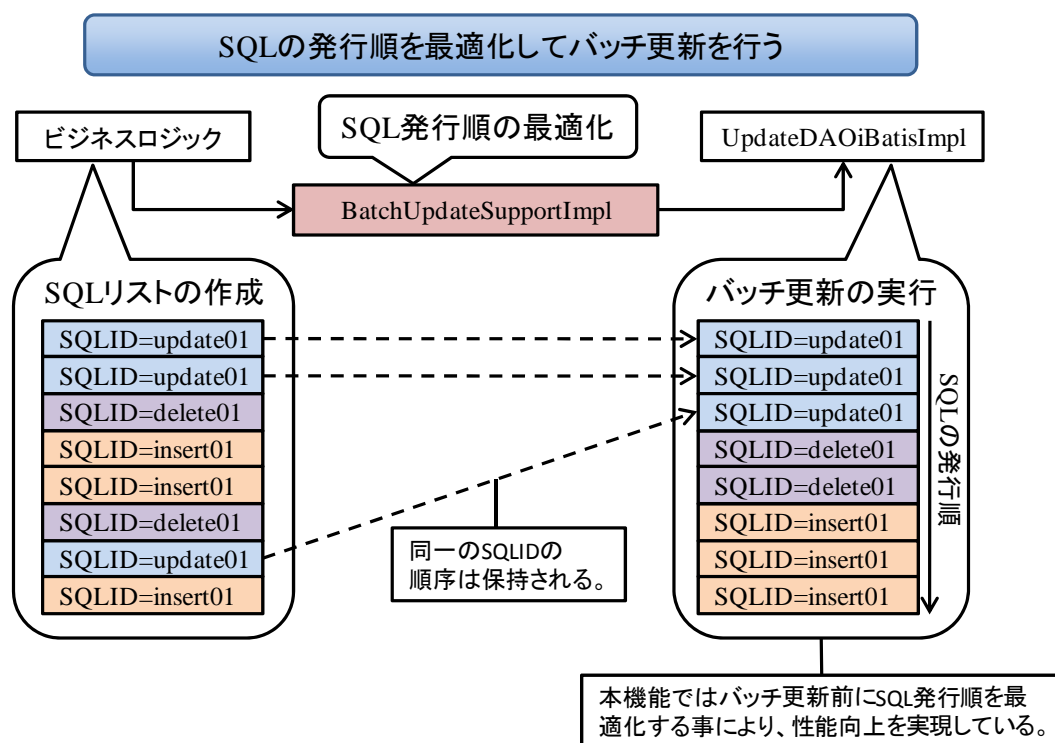 SQLの発行順を最適化してバッチ更新を行う
ビジネスロジック
SQL発行順の最適化
UpdateDAOiBatisImpl
BatchUpdateSupportImpl
SQLリストの作成
SQLID=update01
SQLID=update01
SQLID=delete01
SQLID=insert01
SQLID=insert01
SQLID=delete01
SQLID=update01
SQLID=insert01
同一のSQLIDの
順序は保持される。
バッチ更新の実行
SQLID=update01
SQLID=update01
SQLID=update01
SQLID=delete01
SQLID=delete01
SQLID=insert01
SQLID=insert01
SQLID=insert01
SQLの発行順
本機能ではバッチ更新前にSQL発行順を最
適化する事により、性能向上を実現している。